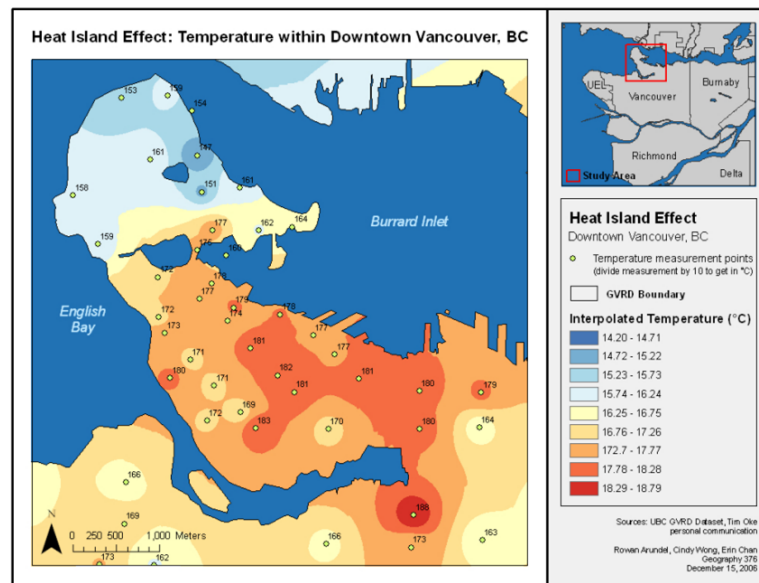 Heat Island Effect: Temperature within Downtown Vancouver, BC
153
159
154
161
147
151
161
158
159
177
162
164
175
160
Burrard Inlet
English
Bay
172
178
177
179
174
178
172
173
177
177
171
181
180
171
182
181
181
180
179
172
169
183
170
180
164
166
169
188
166
173
163
173
162
N
0 250 500 1,000 Meters
UEL
Vancouver
Burnaby
Richmond
Delta
Study Area
Heat Island Effect
Downtown Vancouver, BC
Temperature measurement points
(divide measurement by 10 to get in °C)
GVRD Boundary
Interpolated Temperature (°C)
14.20 - 14.71
14.72 - 15.22
15.23 - 15.73
15.74 - 16.24
16.25 - 16.75
16.76 - 17.26
172.7 - 17.77
17.78 - 18.28
18.29 - 18.79
Sources: UBC GVRD Dataset, Tim Oke
personal communication
Rowan Arundel, Cindy Wong, Erin Chan
Geography 376
December 15, 2006